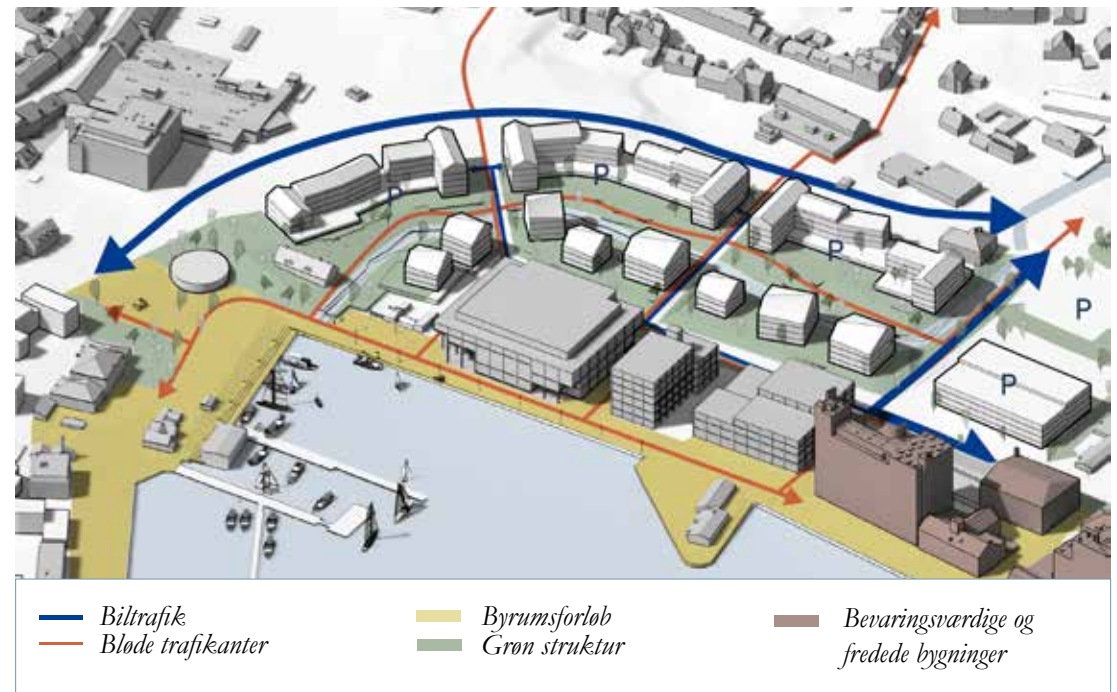 P
P
P
P
P
Biltrafik
Bløde trafikanter
Byrumsforløb
Grøn struktur
Bevaringsværdige og
fredede bygninger